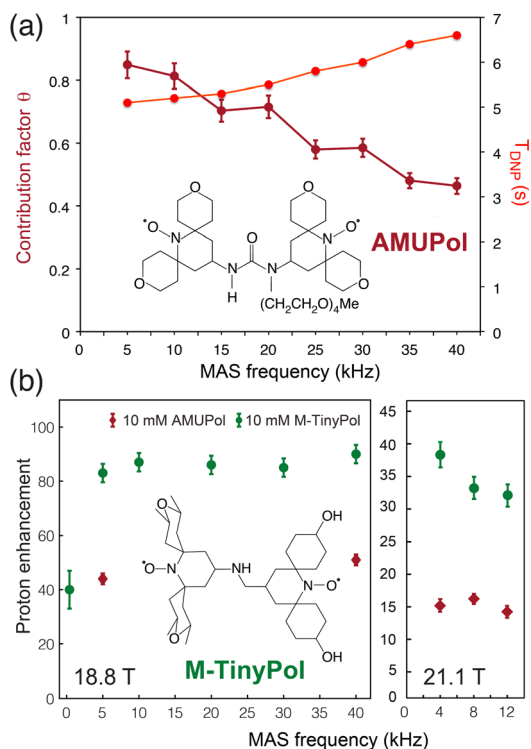 (a)
Contribution factor θ
1
0.8
0.6
0.4
0.2
0
7
6
5
4
3
2
1
0
T_DNP (s)
O
O
•
O
N
O
N
H
N
(CH₂CH₂O)₄Me
N
O
•
O
O
AMUPol
5 10 15 20 25 30 35 40
MAS frequency (kHz)
(b)
Proton enhancement
100
80
60
40
20
0
10 mM AMUPol 10 mM M-TinyPol
O
•
O
N
O
NH
OH
N
O
•
OH
M-TinyPol
18.8 T
0 5 10 15 20 25 30 35 40
45
40
35
30
25
20
15
10
5
0
21.1 T
0 4 8 12
MAS frequency (kHz)